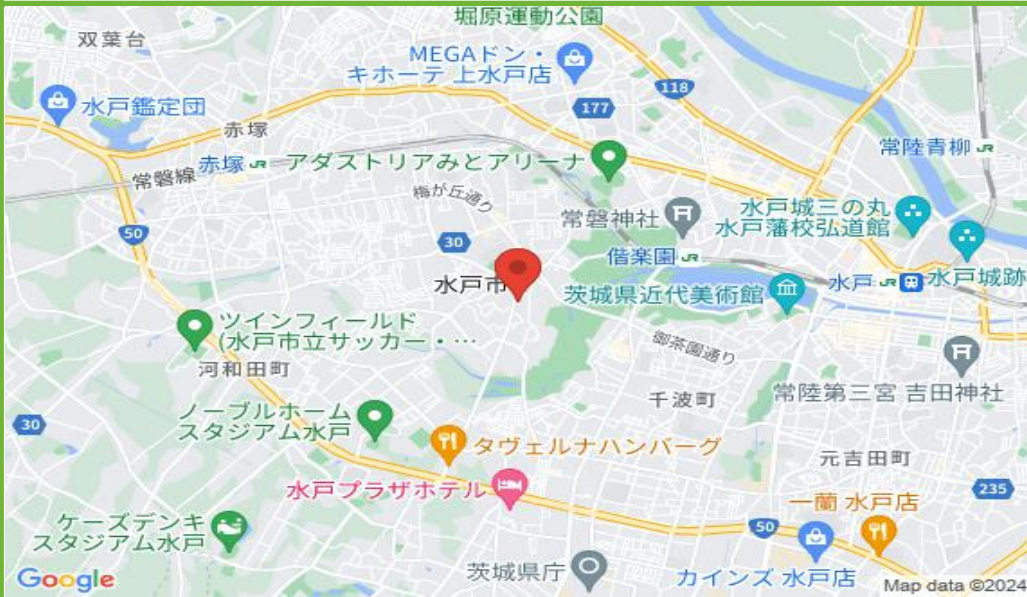 堀原運動公園
双葉台
MEGAドン・
キホーテ 上水戸店
118
水戸鑑定団
177
赤塚
常陸青柳
赤塚
アダストリアみとアリーナ
常磐線
梅が丘通り
常磐神社
水戸城三の丸
水戸藩校弘道館
50
30
偕楽園
水戸市
茨城県近代美術館
水戸
水戸城跡
ツインフィールド
(水戸市立サッカー・…
御茶園通り
河和田町
千波町
常陸第三宮 吉田神社
ノーブルホーム
スタジアム水戸
30
タヴェルナハンバーグ
元吉田町
水戸プラザホテル
235
一蘭 水戸店
ケーズデンキ
スタジアム水戸
50
茨城県庁
カインズ 水戸店
Google
Map data ©2024